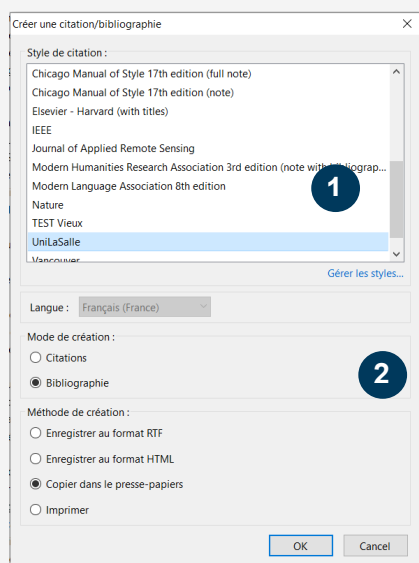 Créer une citation/bibliographie
Style de citation :
Chicago Manual of Style 17th edition (full note)
Chicago Manual of Style 17th edition (note)
Elsevier - Harvard (with titles)
IEEE
Journal of Applied Remote Sensing
Modern Humanities Research Association 3rd edition (note with bibliograp...
Modern Language Association 8th edition
1
Nature
TEST Vieux
UniLaSalle
Vancouver
Gérer les styles...
Langue : Français (France)
Mode de création :
Citations
2
Bibliographie
Méthode de création :
Enregistrer au format RTF
Enregistrer au format HTML
Copier dans le presse-papiers
Imprimer
OK Cancel